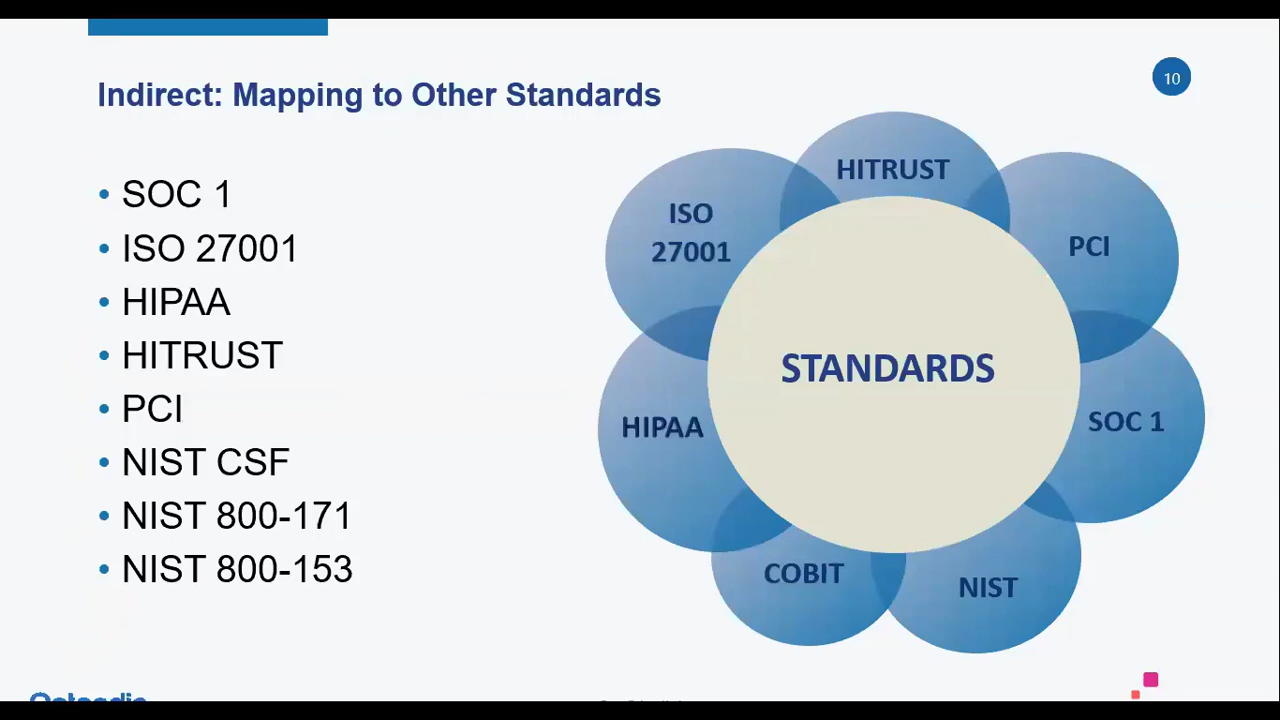 10
Indirect: Mapping to Other Standards
• SOC 1
• ISO 27001
• HIPAA
• HITRUST
• PCI
• NIST CSF
• NIST 800-171
• NIST 800-153
HITRUST
ISO
27001
PCI
STANDARDS
HIPAA
SOC 1
COBIT
NIST